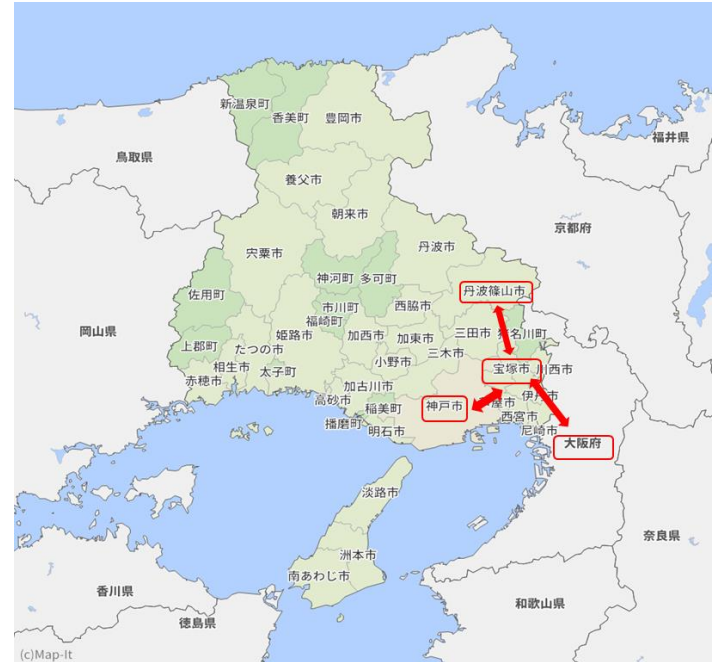 新温泉町
香美町
豊岡市
福井県
鳥取県
養父市
朝来市
京都府
宍粟市
丹波市
神河町
多可町
佐用町
丹波篠山市
市川町
西脇市
岡山県
福崎町
姫路市
加西市
加東市
三田市
猪名川町
上郡町
たつの市
三木市
小野市
相生市
太子町
宝塚市
川西市
赤穂市
加古川市
高砂市
稲美町
神戸市
屋市
伊丹市
西宮市
播磨町
明石市
尼崎市
大阪府
淡路市
奈良県
洲本市
南あわじ市
香川県
和歌山県
徳島県
(c)Map-It